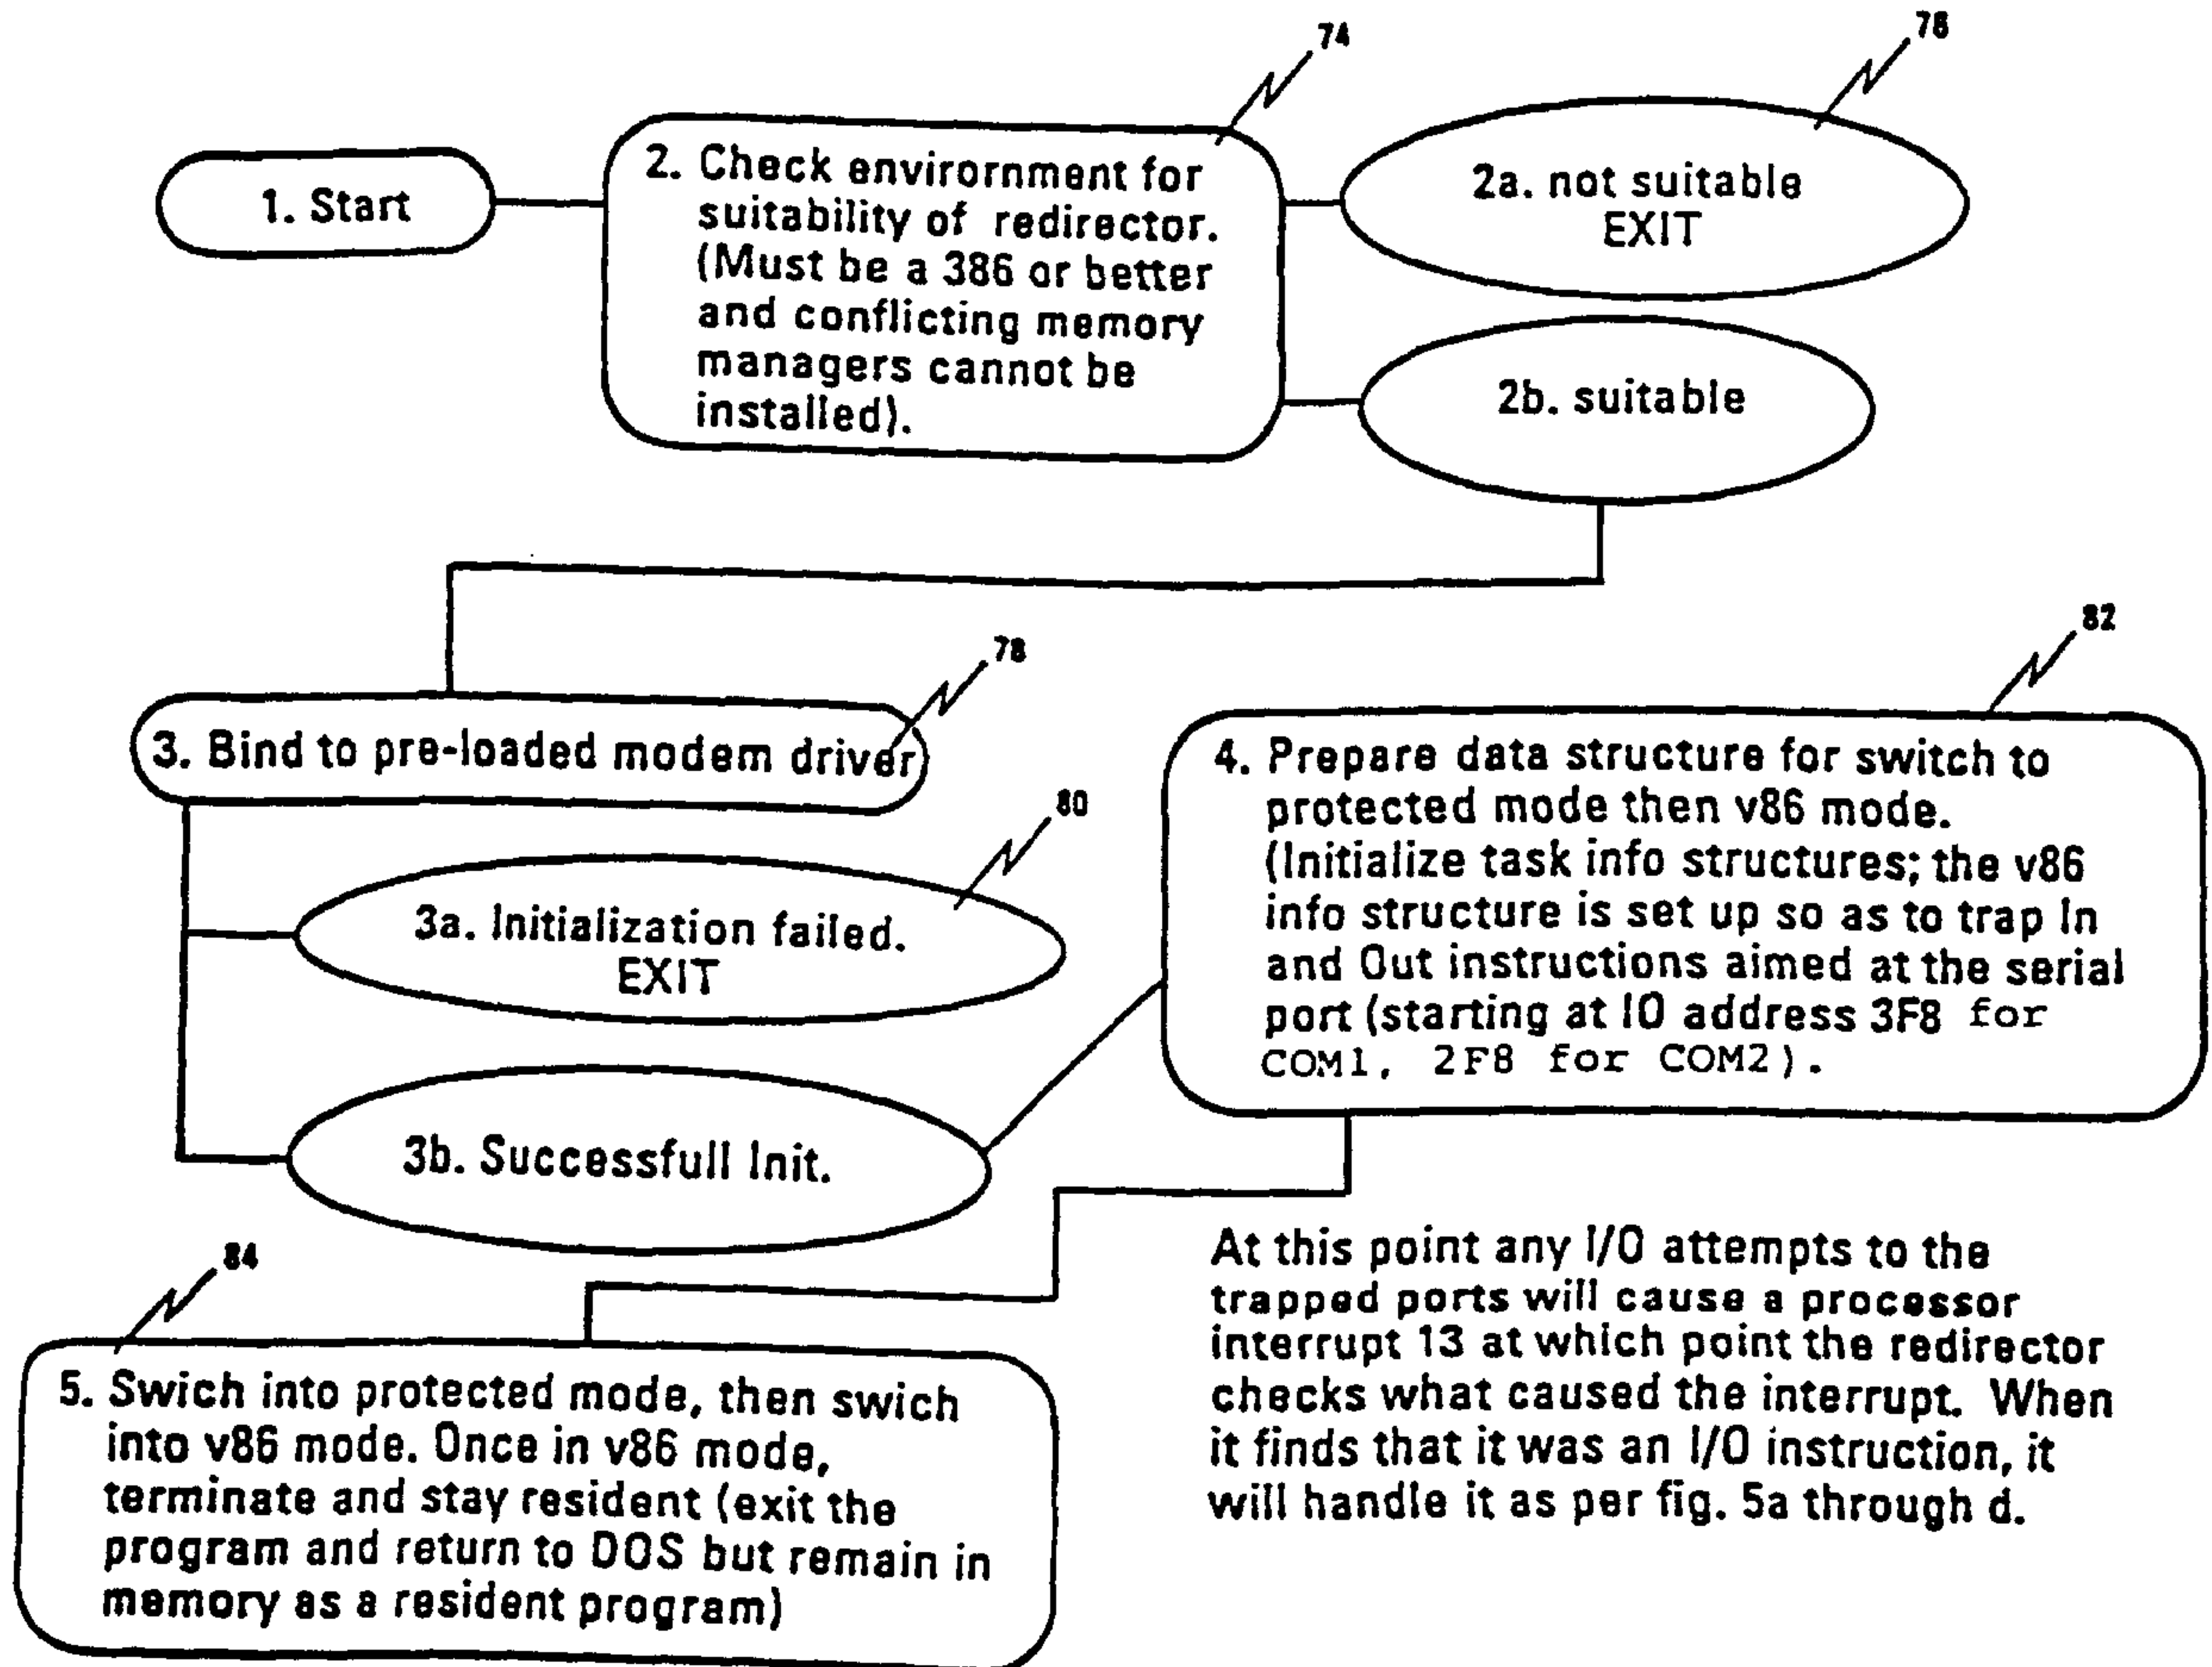 74
76
1. Start
2. Check envirornment for
suitability of redirector.
(Must be a 386 or better
and conflicting memory
managers cannot be
installed).
2a. not suitable
EXIT
2b. suitable
78
3. Bind to pre-loaded modem driver
80
3a. Initialization failed.
EXIT
3b. Successfull Init.
82
4. Prepare data structure for switch to
protected mode then v86 mode.
(Initialize task info structures; the v86
info structure is set up so as to trap In
and Out instructions aimed at the serial
port (starting at IO address 3F8 for
COM1, 2F8 for COM2).
84
5. Swich into protected mode, then swich
into v86 mode. Once in v86 mode,
terminate and stay resident (exit the
program and return to DOS but remain in
memory as a resident program)
At this point any I/O attempts to the
trapped ports will cause a processor
interrupt 13 at which point the redirector
checks what caused the interrupt. When
it finds that it was an I/O instruction, it
will handle it as per fig. 5a through d.